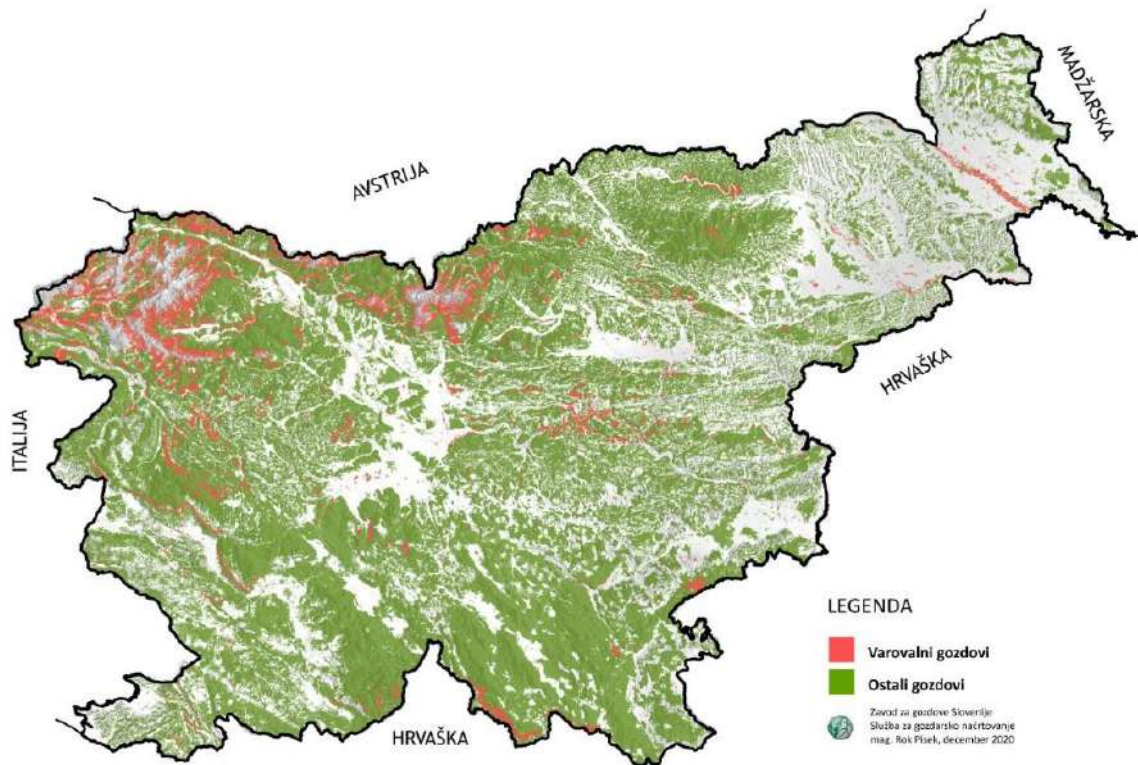 MADŽARSKA
AVSTRIJA
HRVAŠKA
ITALIJA
LEGENDA
Varovalni gozdovi
Ostali gozdovi
Zavod za gozdove Slovenije
Služba za gozdarsko načrtovanje
mag. Rok Pisek, december 2020
HRVAŠKA